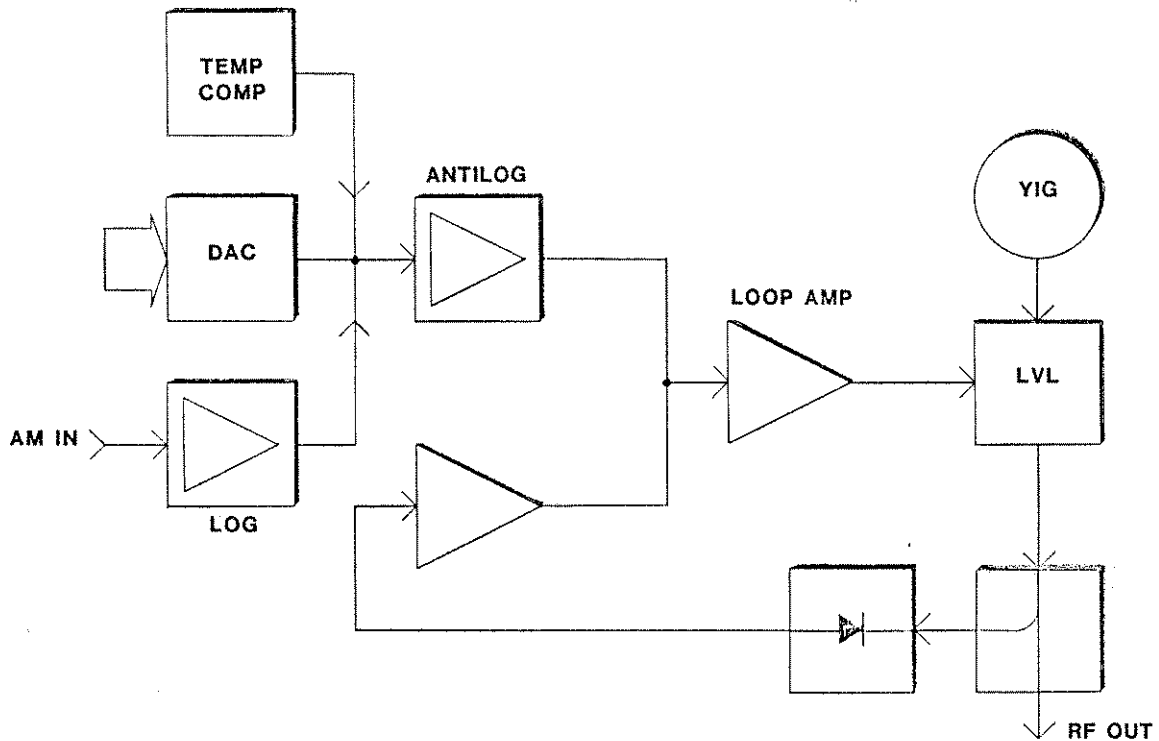 TEMP
COMP
ANTILOG
YIG
DAC
LOOP AMP
LVL
AM IN
LOG
RF OUT